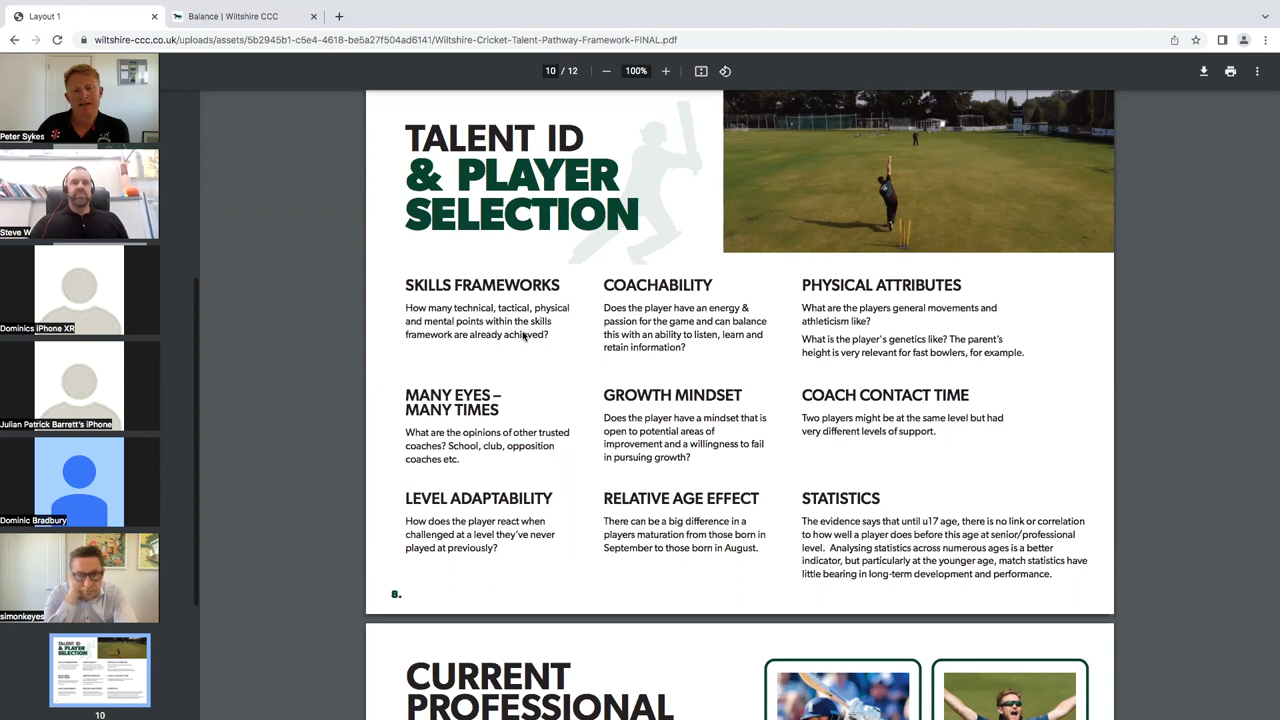 Layout 1
Balance | Wiltshire CCC
wiltshire-ccc.co.uk/uploads/assets/5b2945b1-c5e4-4618-be5a27f504ad6141/Wiltshire-Cricket-Talent-Pathway-Framework-FINAL.pdf
10 / 12
100%
Peter Sykes
Steve W
Dominics iPhone XR
Julian Patrick Barrett's iPhone
Dominic Bradbury
simonkeyes
10
TALENT ID
& PLAYER
SELECTION
SKILLS FRAMEWORKS
How many technical, tactical, physical
and mental points within the skills
framework are already achieved?
COACHABILITY
Does the player have an energy &
passion for the game and can balance
this with an ability to listen, learn and
retain information?
PHYSICAL ATTRIBUTES
What are the players general movements and
athleticism like?
What is the player's genetics like? The parent's
height is very relevant for fast bowlers, for example.
MANY EYES –
MANY TIMES
What are the opinions of other trusted
coaches? School, club, opposition
coaches etc.
GROWTH MINDSET
Does the player have a mindset that is
open to potential areas of
improvement and a willingness to fail
in pursuing growth?
COACH CONTACT TIME
Two players might be at the same level but had
very different levels of support.
LEVEL ADAPTABILITY
How does the player react when
challenged at a level they've never
played at previously?
RELATIVE AGE EFFECT
There can be a big difference in a
players maturation from those born in
September to those born in August.
STATISTICS
The evidence says that until u17 age, there is no link or correlation
to how well a player does before this age at senior/professional
level. Analysing statistics across numerous ages is a better
indicator, but particularly at the younger age, match statistics have
little bearing in long-term development and performance.
8.
CURRENT
PROFESSIONAL